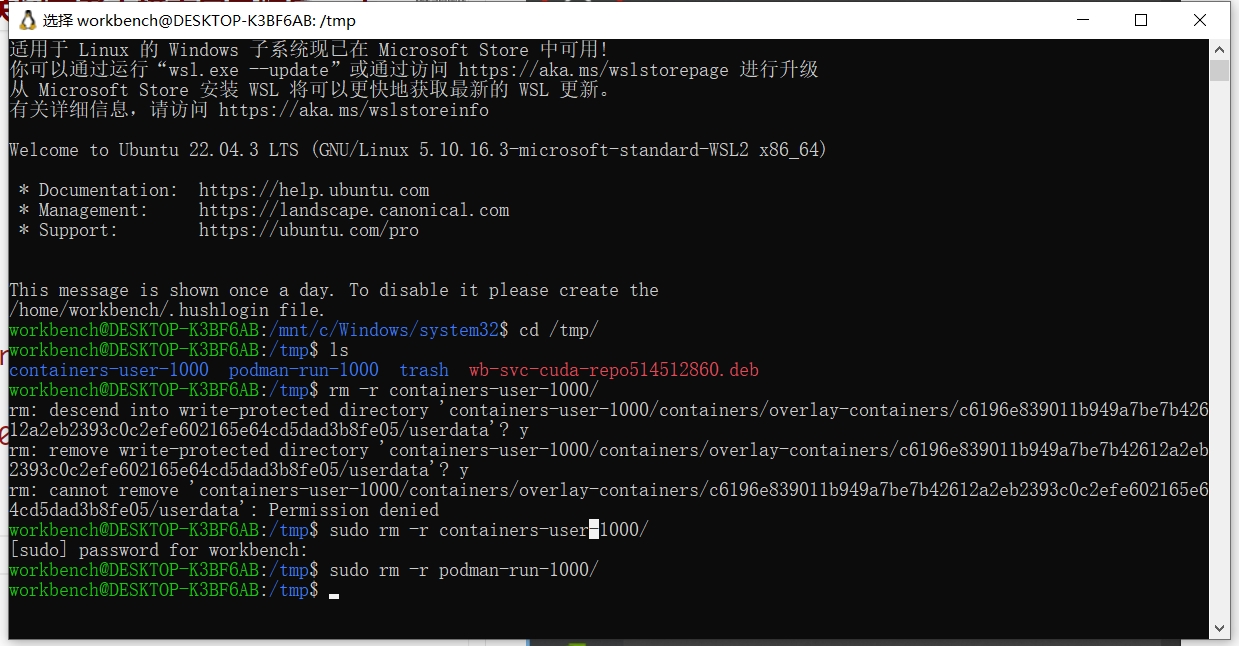 选择 workbench@DESKTOP-K3BF6AB: /tmp
适用于 Linux 的 Windows 子系统现已在 Microsoft Store 中可用!
你可以通过运行“wsl.exe --update”或通过访问 https://aka.ms/wslstorepage 进行升级
从 Microsoft Store 安装 WSL 将可以更快地获取最新的 WSL 更新。
有关详细信息，请访问 https://aka.ms/wslstoreinfo
Welcome to Ubuntu 22.04.3 LTS (GNU/Linux 5.10.16.3-microsoft-standard-WSL2 x86_64)
* Documentation:  https://help.ubuntu.com
* Management:     https://landscape.canonical.com
* Support:        https://ubuntu.com/pro
This message is shown once a day. To disable it please create the
/home/workbench/.hushlogin file.
workbench@DESKTOP-K3BF6AB:/mnt/c/Windows/system32$ cd /tmp/
workbench@DESKTOP-K3BF6AB:/tmp$ ls
containers-user-1000  podman-run-1000  trash  wb-svc-cuda-repo514512860.deb
workbench@DESKTOP-K3BF6AB:/tmp$ rm -r containers-user-1000/
rm: descend into write-protected directory 'containers-user-1000/containers/overlay-containers/c6196e839011b949a7be7b426
12a2eb2393c0c2efe602165e64cd5dad3b8fe05/userdata'? y
rm: remove write-protected directory 'containers-user-1000/containers/overlay-containers/c6196e839011b949a7be7b42612a2eb
2393c0c2efe602165e64cd5dad3b8fe05/userdata'? y
rm: cannot remove 'containers-user-1000/containers/overlay-containers/c6196e839011b949a7be7b42612a2eb2393c0c2efe602165e6
4cd5dad3b8fe05/userdata': Permission denied
workbench@DESKTOP-K3BF6AB:/tmp$ sudo rm -r containers-user-1000/
[sudo] password for workbench:
workbench@DESKTOP-K3BF6AB:/tmp$ sudo rm -r podman-run-1000/
workbench@DESKTOP-K3BF6AB:/tmp$